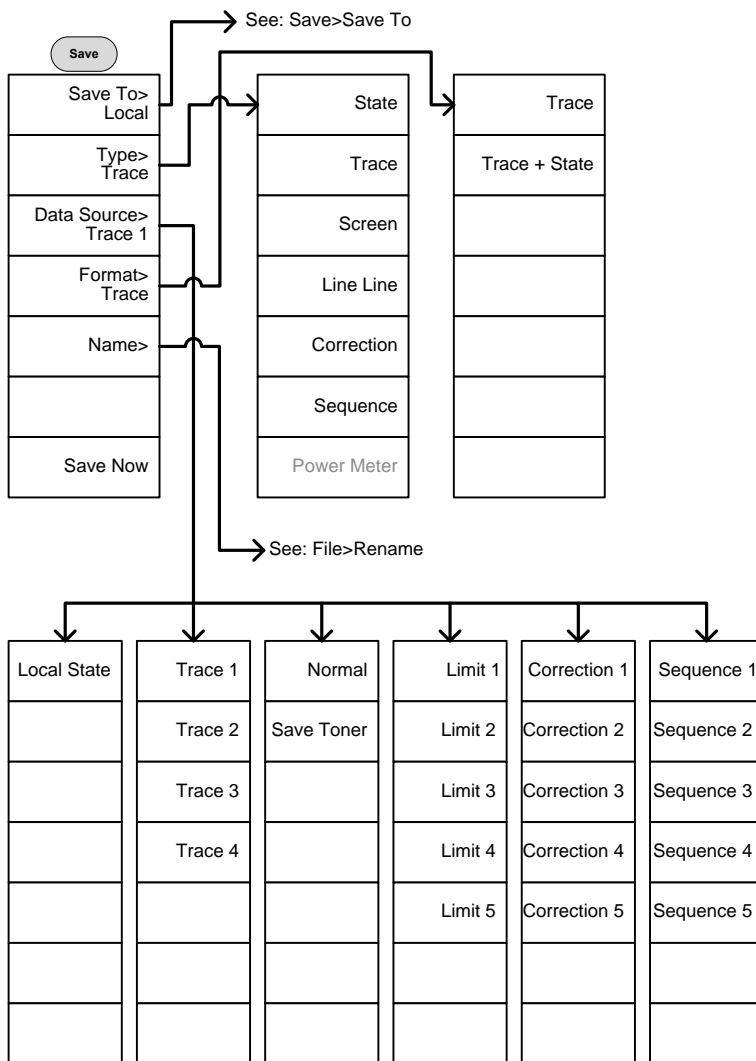 See: Save>Save To
Save
Save To>
Local
Type>
Trace
Data Source>
Trace 1
Format>
Trace
Name>
Save Now
State
Trace
Screen
Line Line
Correction
Sequence
Power Meter
Trace
Trace + State
See: File>Rename
Local State
Trace 1
Trace 2
Trace 3
Trace 4
Normal
Save Toner
Limit 1
Limit 2
Limit 3
Limit 4
Limit 5
Correction 1
Correction 2
Correction 3
Correction 4
Correction 5
Sequence 1
Sequence 2
Sequence 3
Sequence 4
Sequence 5